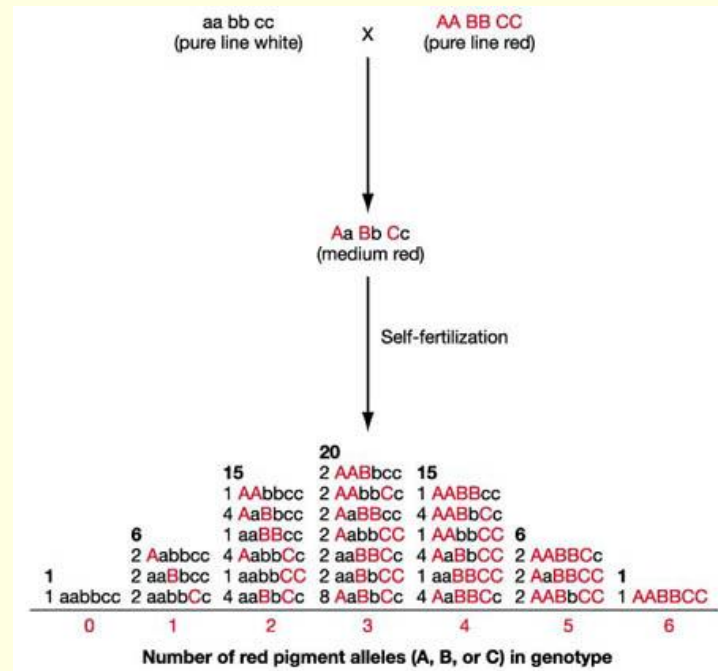 aa bb cc
(pure line white)
X
AA BB CC
(pure line red)
Aa Bb Cc
(medium red)
Self-fertilization
1
1 aabbcc
6
2 Aabbcc
2 aaBbcc
2 aabbCc
15
1 AAbbcc
4 AaBbcc
1 aaBBcc
4 AabbCc
1 aabbCC
4 aaBbCc
20
2 AABbcc
2 AAbbCc
2 AaBBcc
2 AabbCC
2 aaBBCc
2 aaBbCC
8 AaBbCc
15
1 AABBcc
4 AABbCc
1 AAbbCC
4 AaBbCC
1 aaBBCC
4 AaBBCc
6
2 AABBCc
2 AaBBCC
2 AABbCC
1
1 AABBCC
0 1 2 3 4 5 6
Number of red pigment alleles (A, B, or C) in genotype